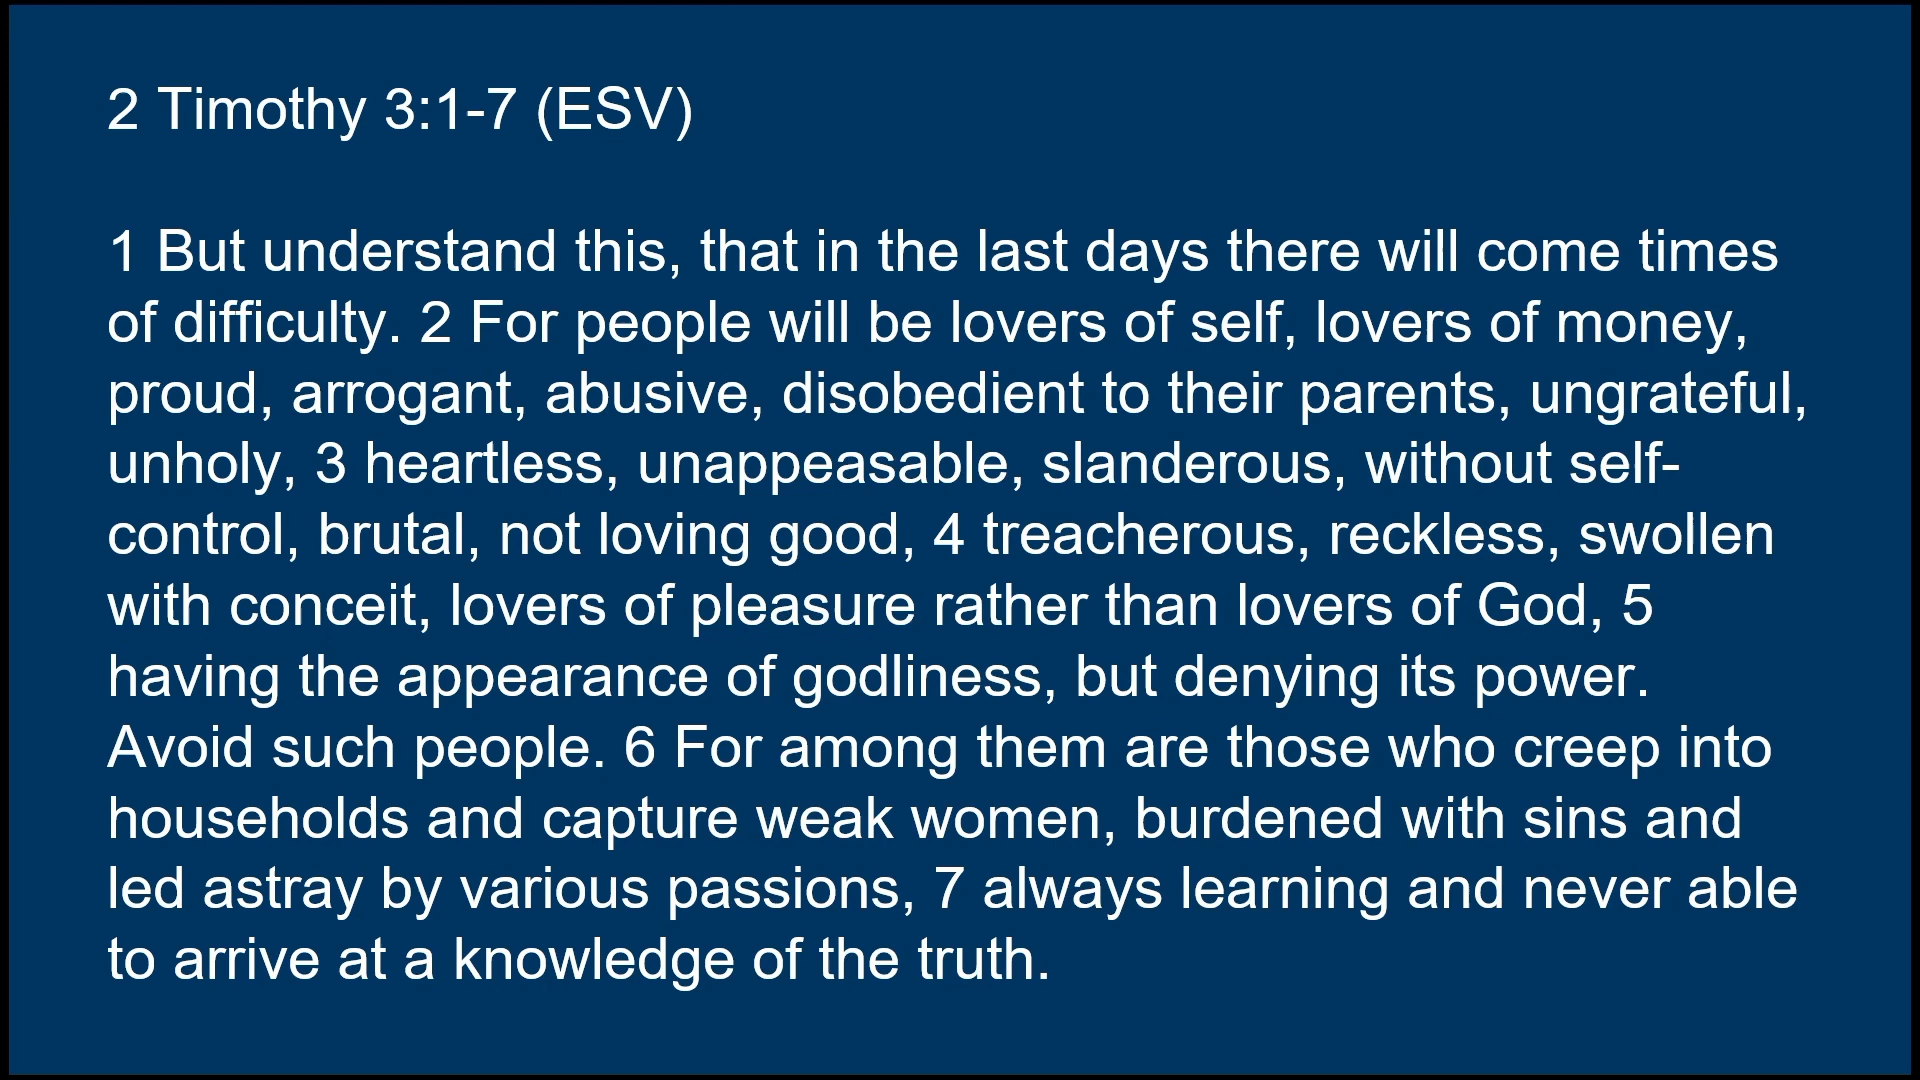 2 Timothy 3:1-7 (ESV)
1 But understand this, that in the last days there will come times
of difficulty. 2 For people will be lovers of self, lovers of money,
proud, arrogant, abusive, disobedient to their parents, ungrateful,
unholy, 3 heartless, unappeasable, slanderous, without self-
control, brutal, not loving good, 4 treacherous, reckless, swollen
with conceit, lovers of pleasure rather than lovers of God, 5
having the appearance of godliness, but denying its power.
Avoid such people. 6 For among them are those who creep into
households and capture weak women, burdened with sins and
led astray by various passions, 7 always learning and never able
to arrive at a knowledge of the truth.